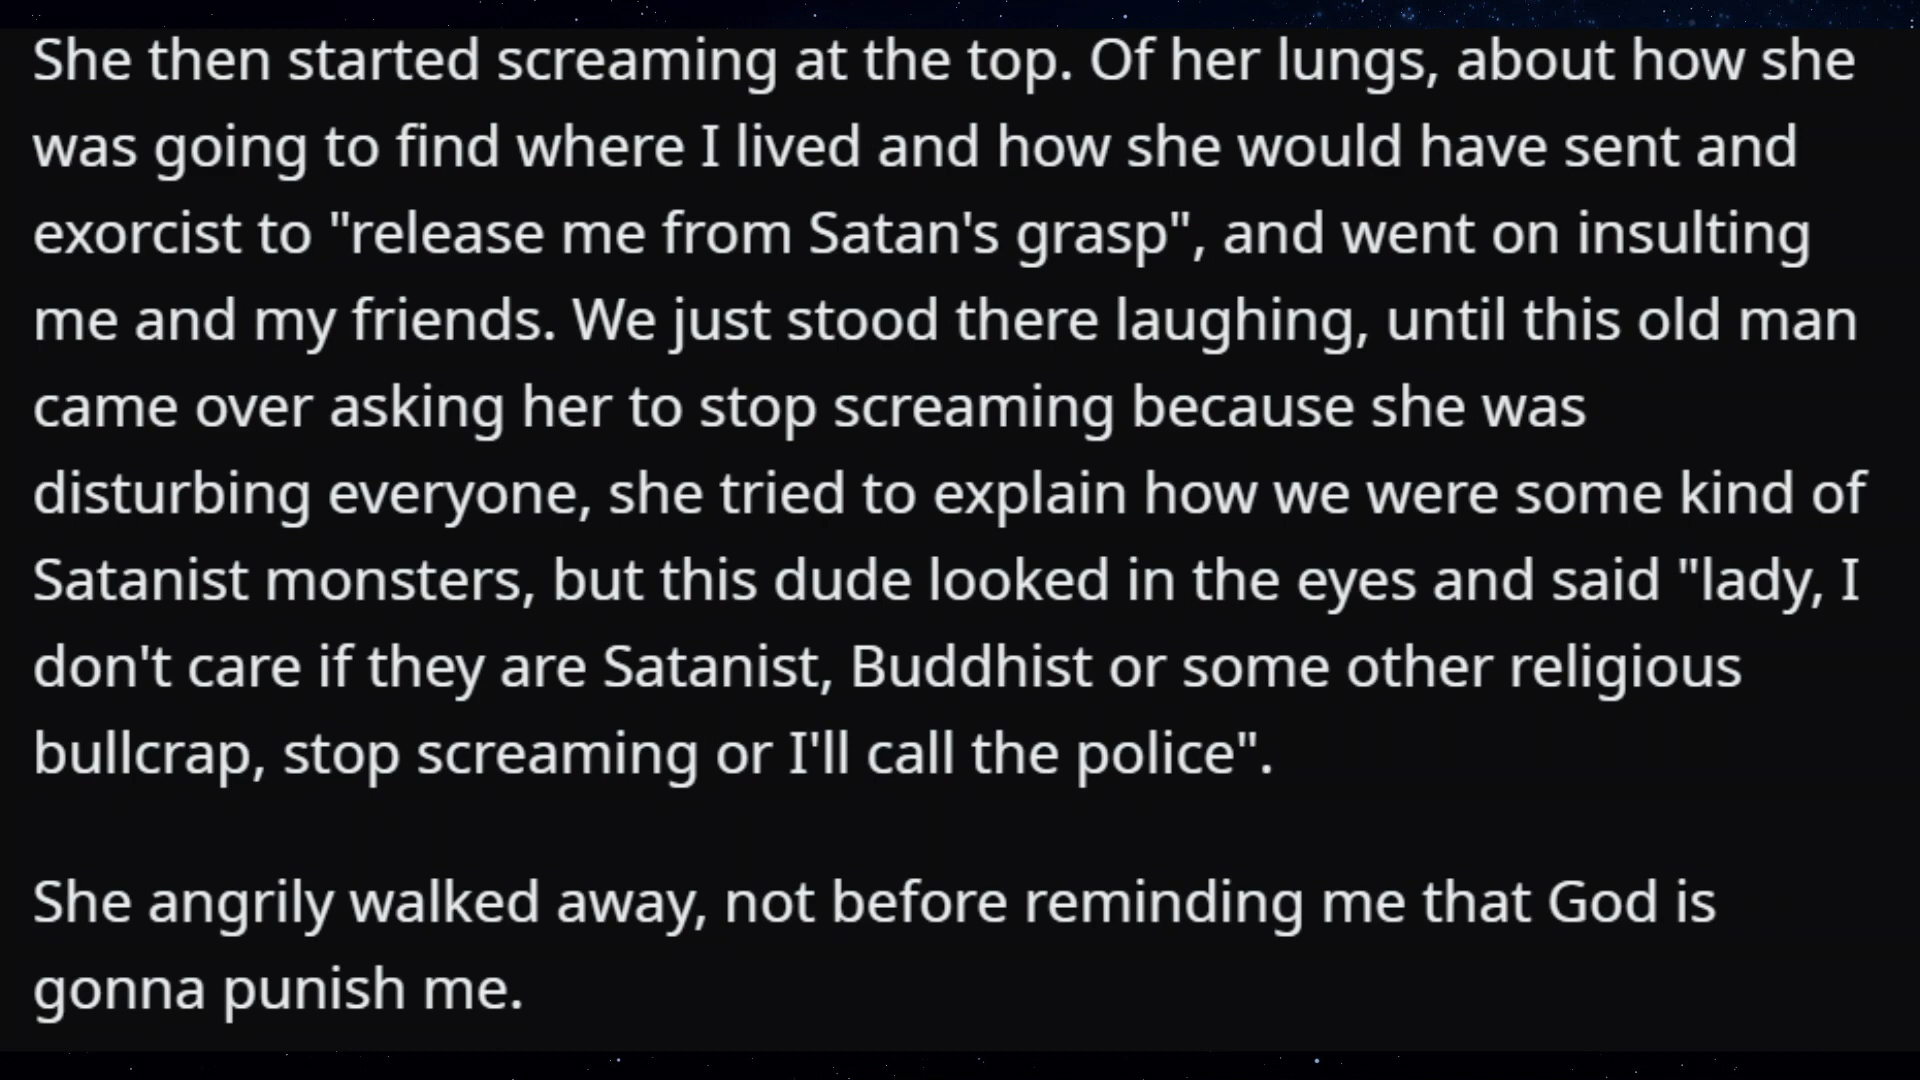 She then started screaming at the top. Of her lungs, about how she
was going to find where I lived and how she would have sent and
exorcist to "release me from Satan's grasp", and went on insulting
me and my friends. We just stood there laughing, until this old man
came over asking her to stop screaming because she was
disturbing everyone, she tried to explain how we were some kind of
Satanist monsters, but this dude looked in the eyes and said "lady, I
don't care if they are Satanist, Buddhist or some other religious
bullcrap, stop screaming or I'll call the police".
She angrily walked away, not before reminding me that God is
gonna punish me.